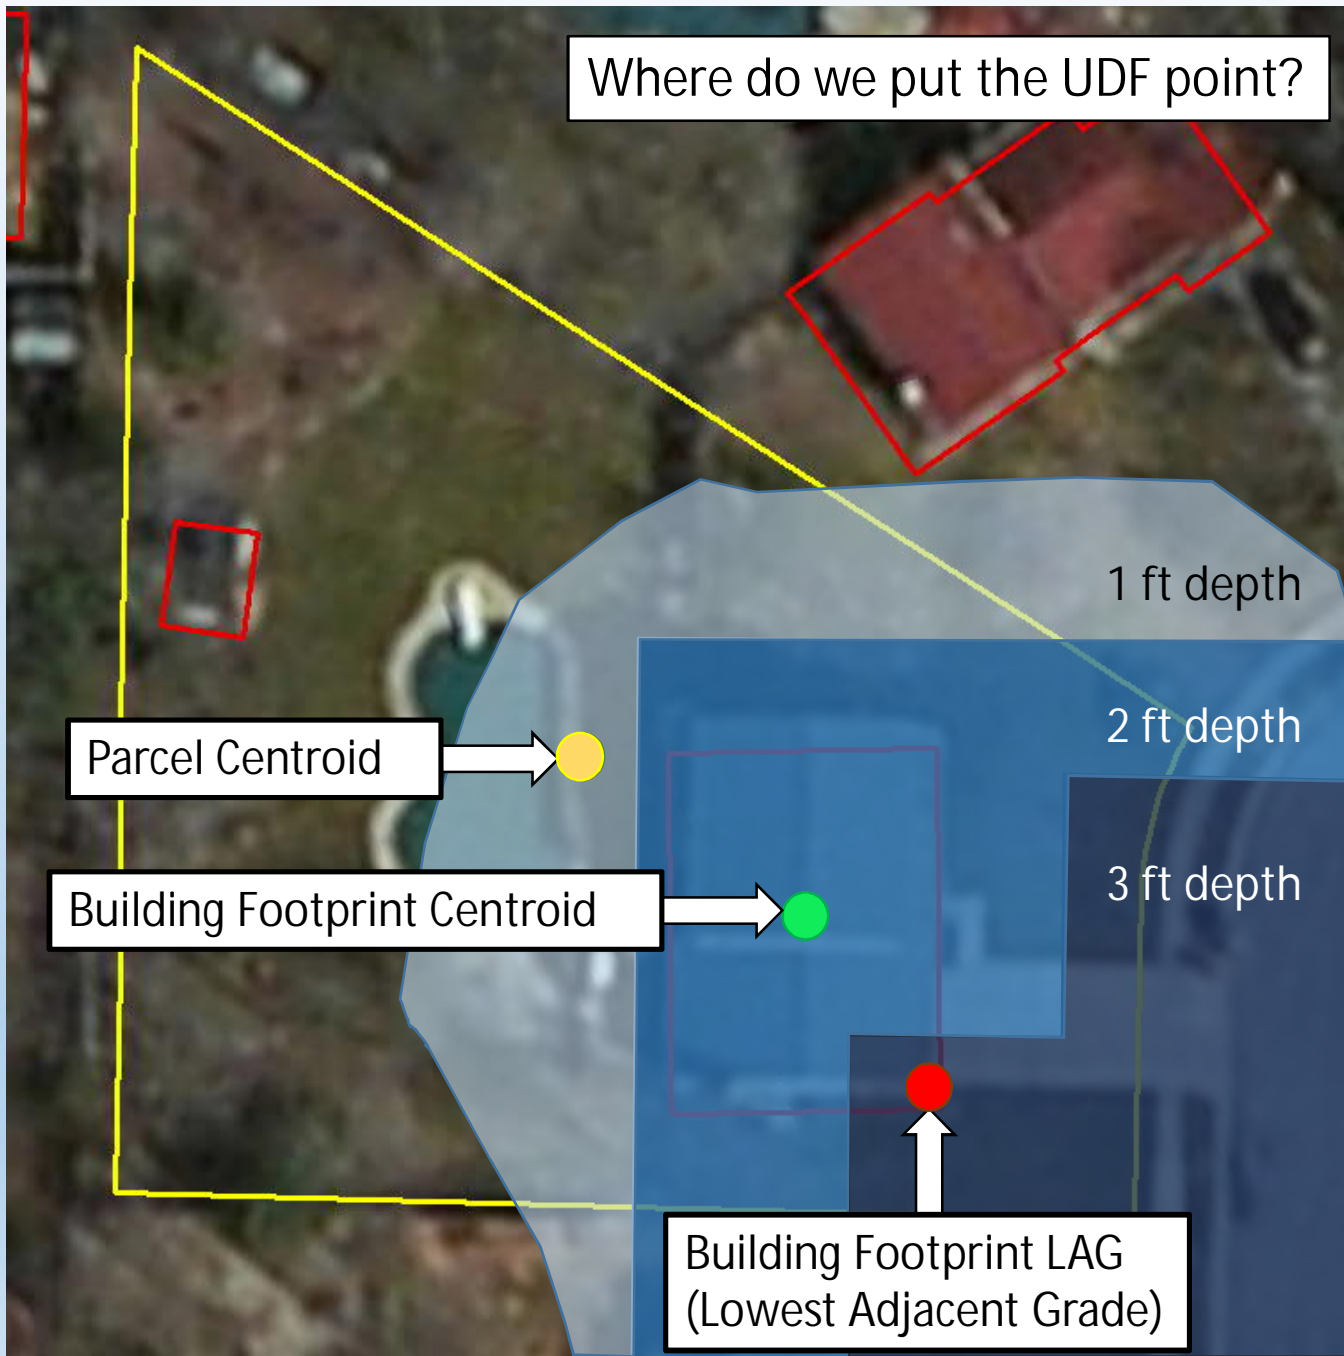 Where do we put the UDF point?
1 ft depth
2 ft depth
Parcel Centroid
3 ft depth
Building Footprint Centroid
Building Footprint LAG
(Lowest Adjacent Grade)